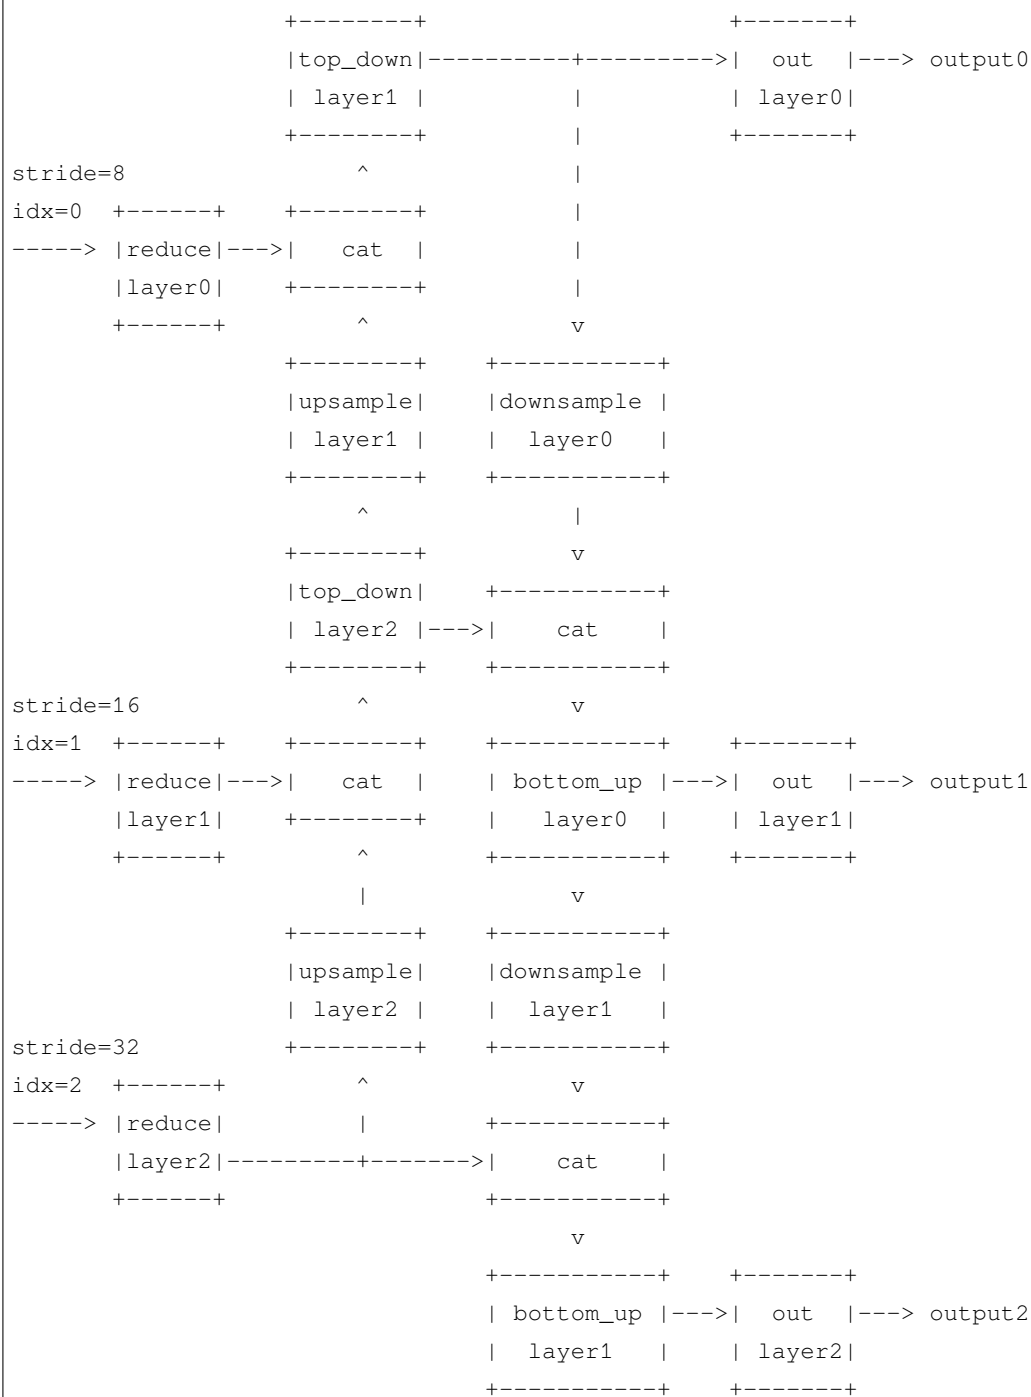 +--------+                  +-------+
                     |top_down|----------+--------->|  out  |---> output0
                     | layer1 |          |         | layer0|
                     +--------+          |         +-------+
stride=8                  ^              |
idx=0  +------+    +--------+         |
-----> |reduce|--->|   cat  |         |
       |layer0|    +--------+         |
       +------+         ^             v
                   +--------+    +-----------+
                   |upsample|    |downsample |
                   | layer1 |    |  layer0   |
                   +--------+    +-----------+
                        ^             |
                   +--------+         v
                   |top_down|    +-----------+
                   | layer2 |--->|    cat    |
                   +--------+    +-----------+
stride=16               ^             v
idx=1  +------+    +--------+    +-----------+    +-------+
-----> |reduce|--->|   cat  |    | bottom_up |--->|  out  |---> output1
       |layer1|    +--------+    |   layer0  |    | layer1|
       +------+         ^        +-----------+    +-------+
                        |             v
                   +--------+    +-----------+
                   |upsample|    |downsample |
                   | layer2 |    |  layer1   |
stride=32          +--------+    +-----------+
idx=2  +------+         ^             v
-----> |reduce|         |        +-----------+
       |layer2|---------+------->|    cat    |
       +------+                  +-----------+
                                      v
                                 +-----------+    +-------+
                                 | bottom_up |--->|  out  |---> output2
                                 |  layer1   |    | layer2|
                                 +-----------+    +-------+